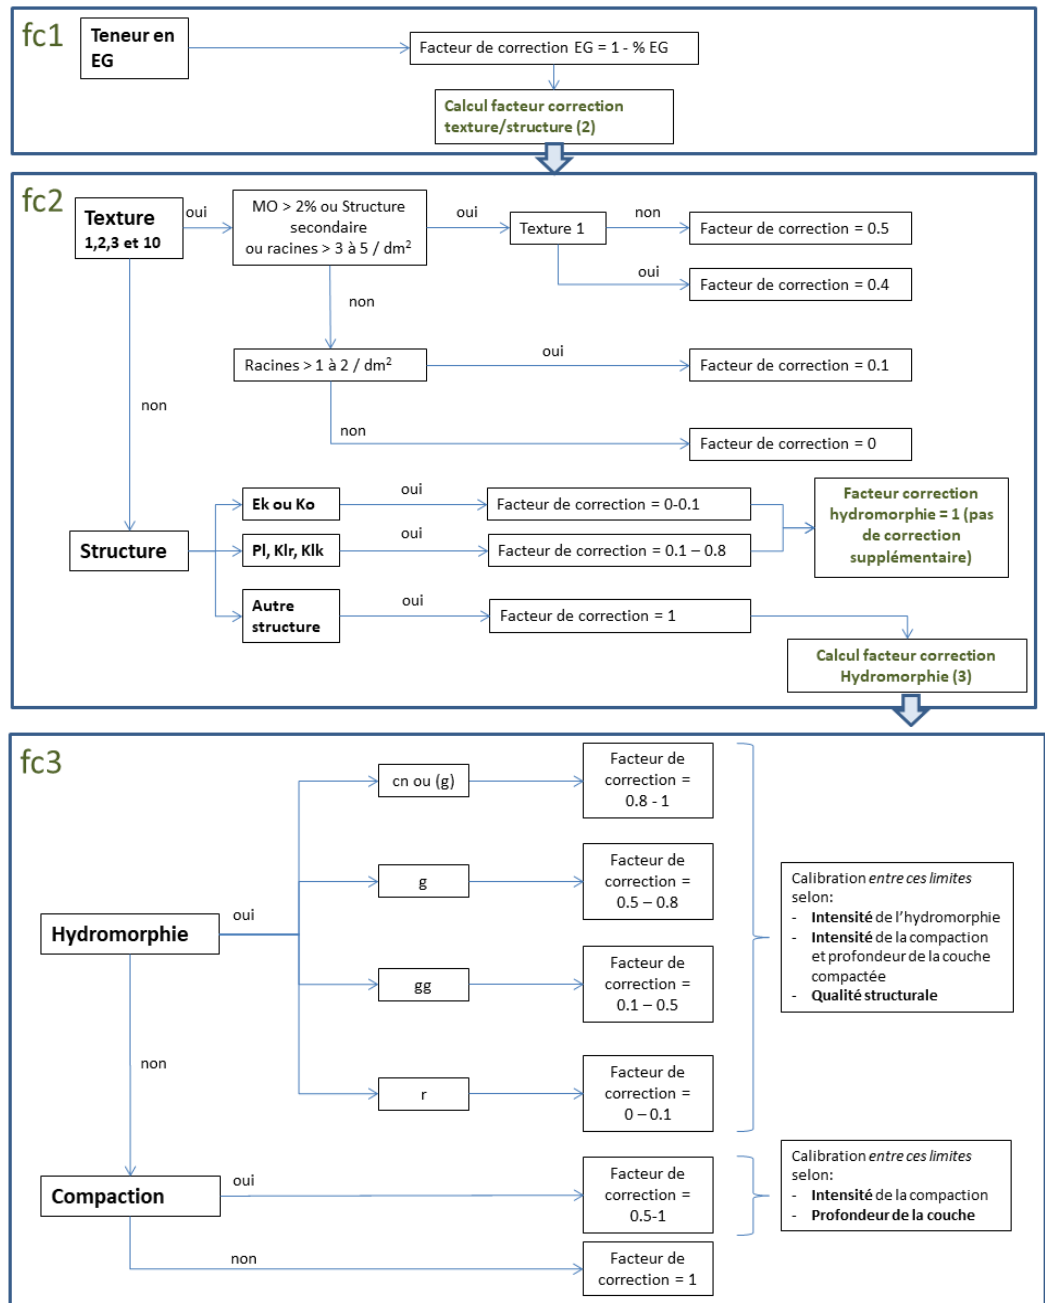 fc1
Teneur en
EG
Facteur de correction EG = 1 - % EG
Calcul facteur correction
texture/structure (2)
fc2
Texture
1,2,3 et 10
oui
MO > 2% ou Structure
secondaire
ou racines > 3 à 5 / dm²
oui
Texture 1
non
Facteur de correction = 0.5
oui
Facteur de correction = 0.4
non
Racines > 1 à 2 / dm²
oui
Facteur de correction = 0.1
non
non
Facteur de correction = 0
Structure
Ek ou Ko
oui
Facteur de correction = 0-0.1
Pl, Klr, Klk
oui
Facteur de correction = 0.1 – 0.8
Facteur correction
hydromorphie = 1 (pas
de correction
supplémentaire)
Autre
structure
oui
Facteur de correction = 1
Calcul facteur correction
Hydromorphie (3)
fc3
Hydromorphie
oui
cn ou (g)
Facteur de
correction =
0.8 - 1
g
Facteur de
correction =
0.5 – 0.8
gg
Facteur de
correction =
0.1 – 0.5
r
Facteur de
correction =
0 – 0.1
Calibration entre ces limites
selon:
- Intensité de l'hydromorphie
- Intensité de la compaction
et profondeur de la couche
compactée
- Qualité structurale
non
Compaction
oui
Facteur de
correction =
0.5-1
Calibration entre ces limites
selon:
- Intensité de la compaction
- Profondeur de la couche
non
Facteur de
correction = 1